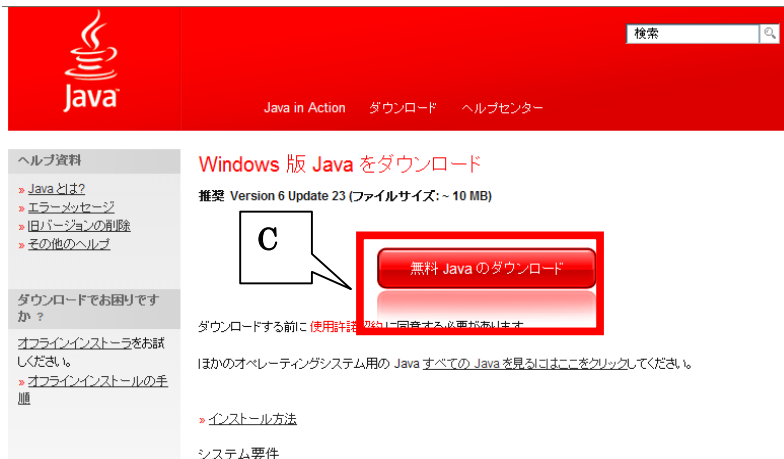 検索
Java
Java in Action ダウンロード ヘルプセンター
ヘルプ資料
» Java とは?
» エラーメッセージ
» 旧バージョンの削除
» その他のヘルプ
ダウンロードでお困りです
か ?
オフラインインストーラをお試
しください。
» オフラインインストールの手
順
Windows 版 Java をダウンロード
推奨 Version 6 Update 23 (ファイルサイズ: ~ 10 MB)
C
無料 Java のダウンロード
ダウンロードする前に 使用許諾契約に同意する必要があります
ほかのオペレーティングシステム用の Java すべての Java を見るにはここをクリックしてください。
» インストール方法
システム要件